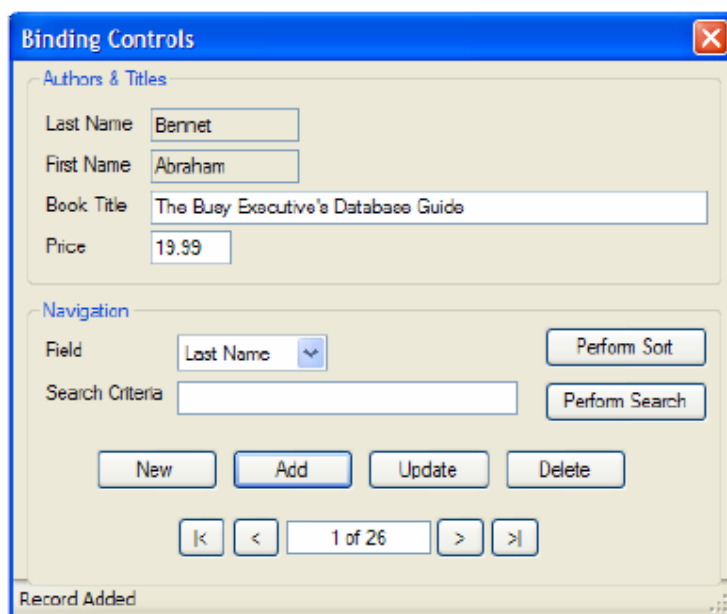 Binding Controls
Authors & Titles
Last Name Bennet
First Name Abraham
Book Title The Busy Executive's Database Guide
Price 19.99
Navigation
Field Last Name Perform Sort
Search Criteria Perform Search
New Add Update Delete
|< < 1 of 26 > >|
Record Added